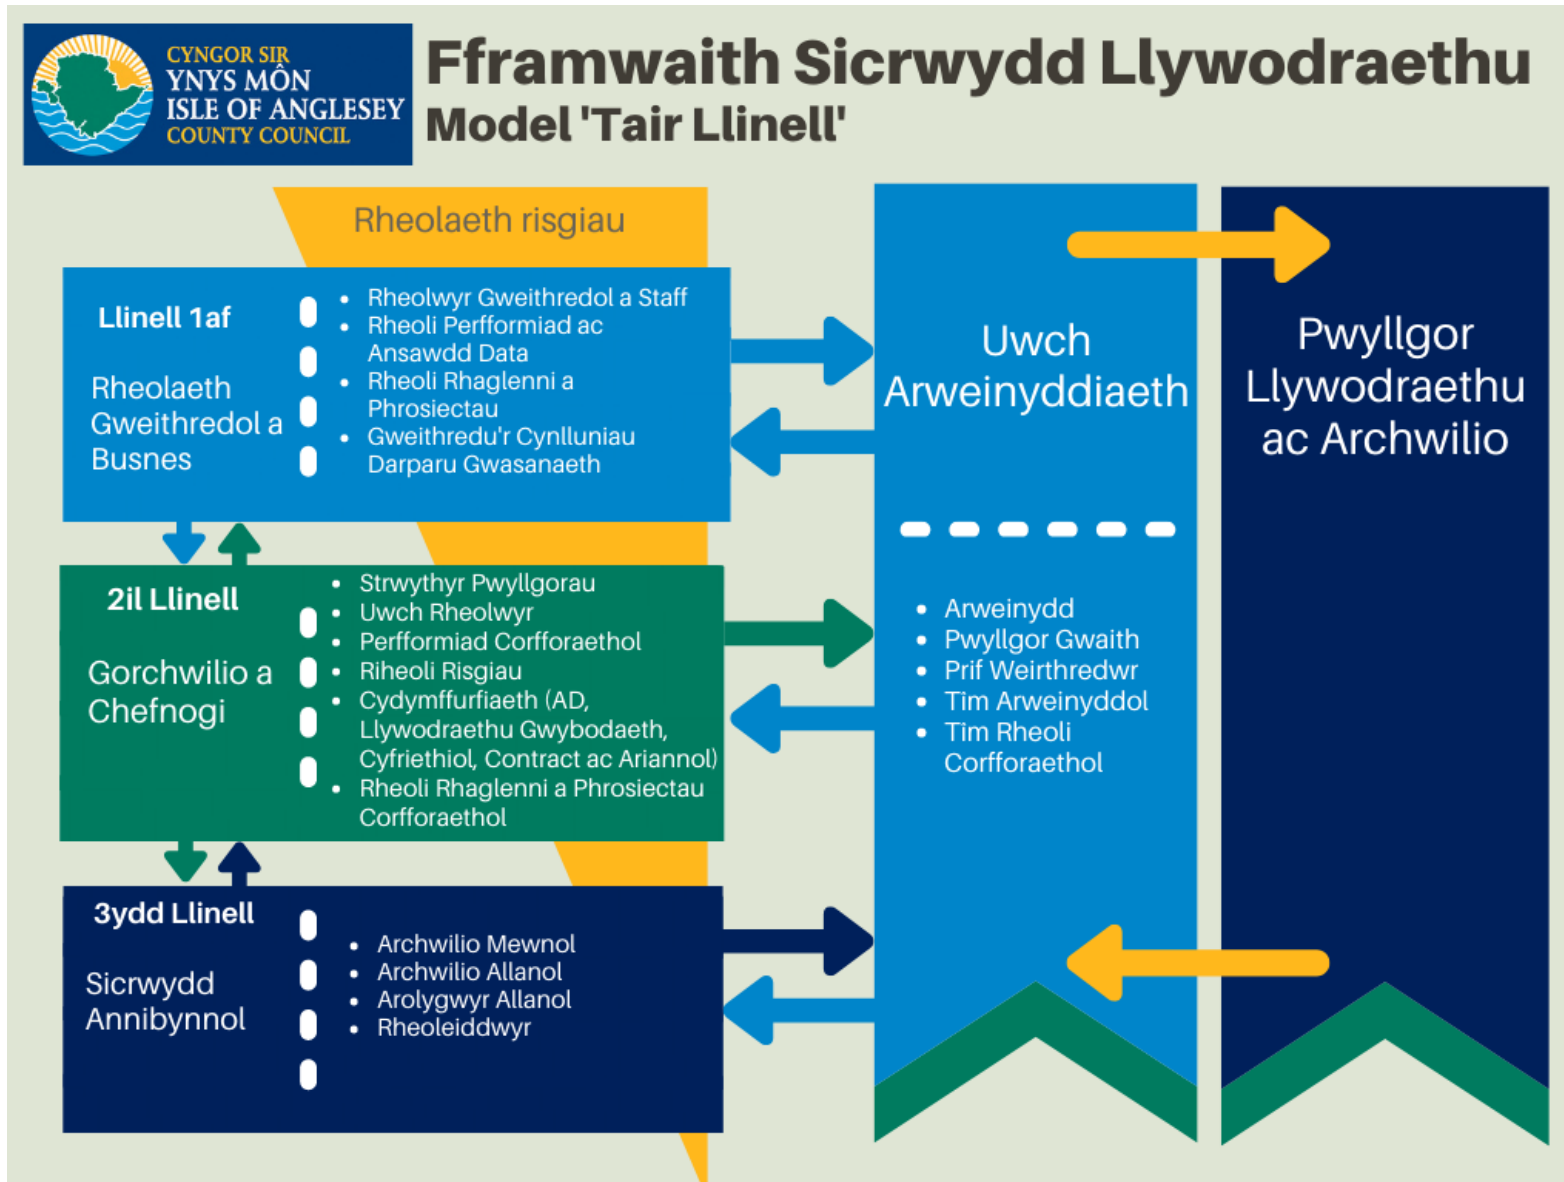 CYNGOR SIR
YNYS MÔN
ISLE OF ANGLESEY
COUNTY COUNCIL
Fframwaith Sicrwydd Llywodraethu
Model 'Tair Llinell'
Rheolaeth risgiau
Llinell 1af
Rheolaeth
Gweithredol a
Busnes
• Rheolwyr Gweithredol a Staff
• Rheoli Perfformiad ac
Ansawdd Data
• Rheoli Rhaglenni a
Phrosiectau
• Gweithredu'r Cynlluniau
Darparu Gwasanaeth
2il Llinell
Gorchwilio a
Chefnogi
• Strwythyr Pwyllgorau
• Uwch Rheolwyr
• Perfformiad Corfforaethol
• Riheoli Risgiau
• Cydymffurfiaeth (AD,
Llywodraethu Gwybodaeth,
Cyfriethiol, Contract ac Ariannol)
• Rheoli Rhaglenni a Phrosiectau
Corfforaethol
3ydd Llinell
Sicrwydd
Annibynnol
• Archwilio Mewnol
• Archwilio Allanol
• Arolygwyr Allanol
• Rheoleiddwyr
Uwch
Arweinyddiaeth
• Arweinydd
• Pwyllgor Gwaith
• Prif Weirthredwr
• Tim Arweinyddol
• Tim Rheoli
Corfforaethol
Pwyllgor
Llywodraethu
ac Archwilio